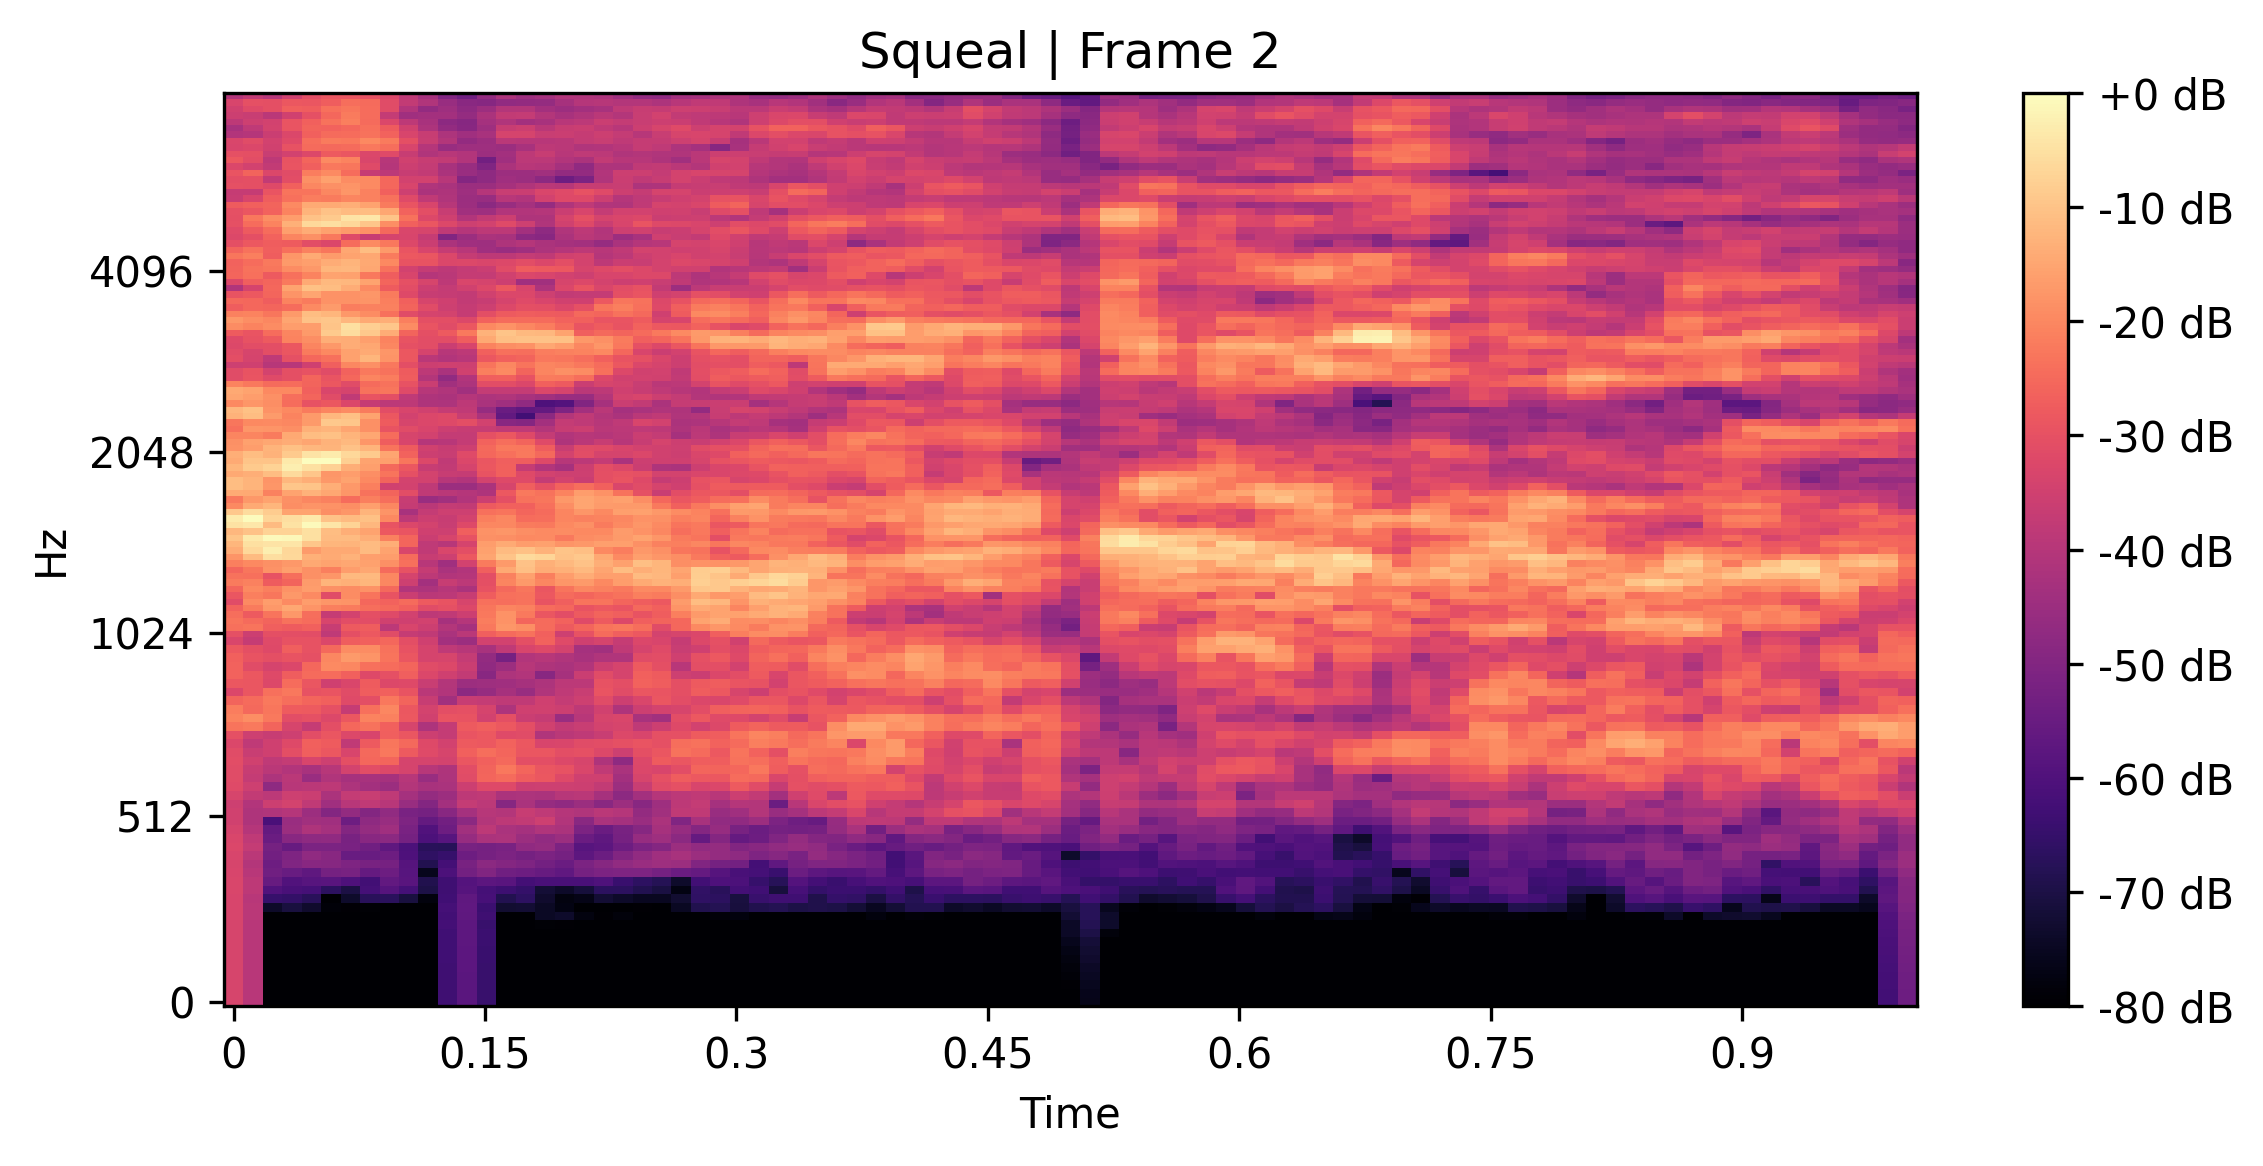 Squeal | Frame 2
Hz
4096
2048
1024
512
0
0 0.15 0.3 0.45 0.6 0.75 0.9
Time
+0 dB
-10 dB
-20 dB
-30 dB
-40 dB
-50 dB
-60 dB
-70 dB
-80 dB